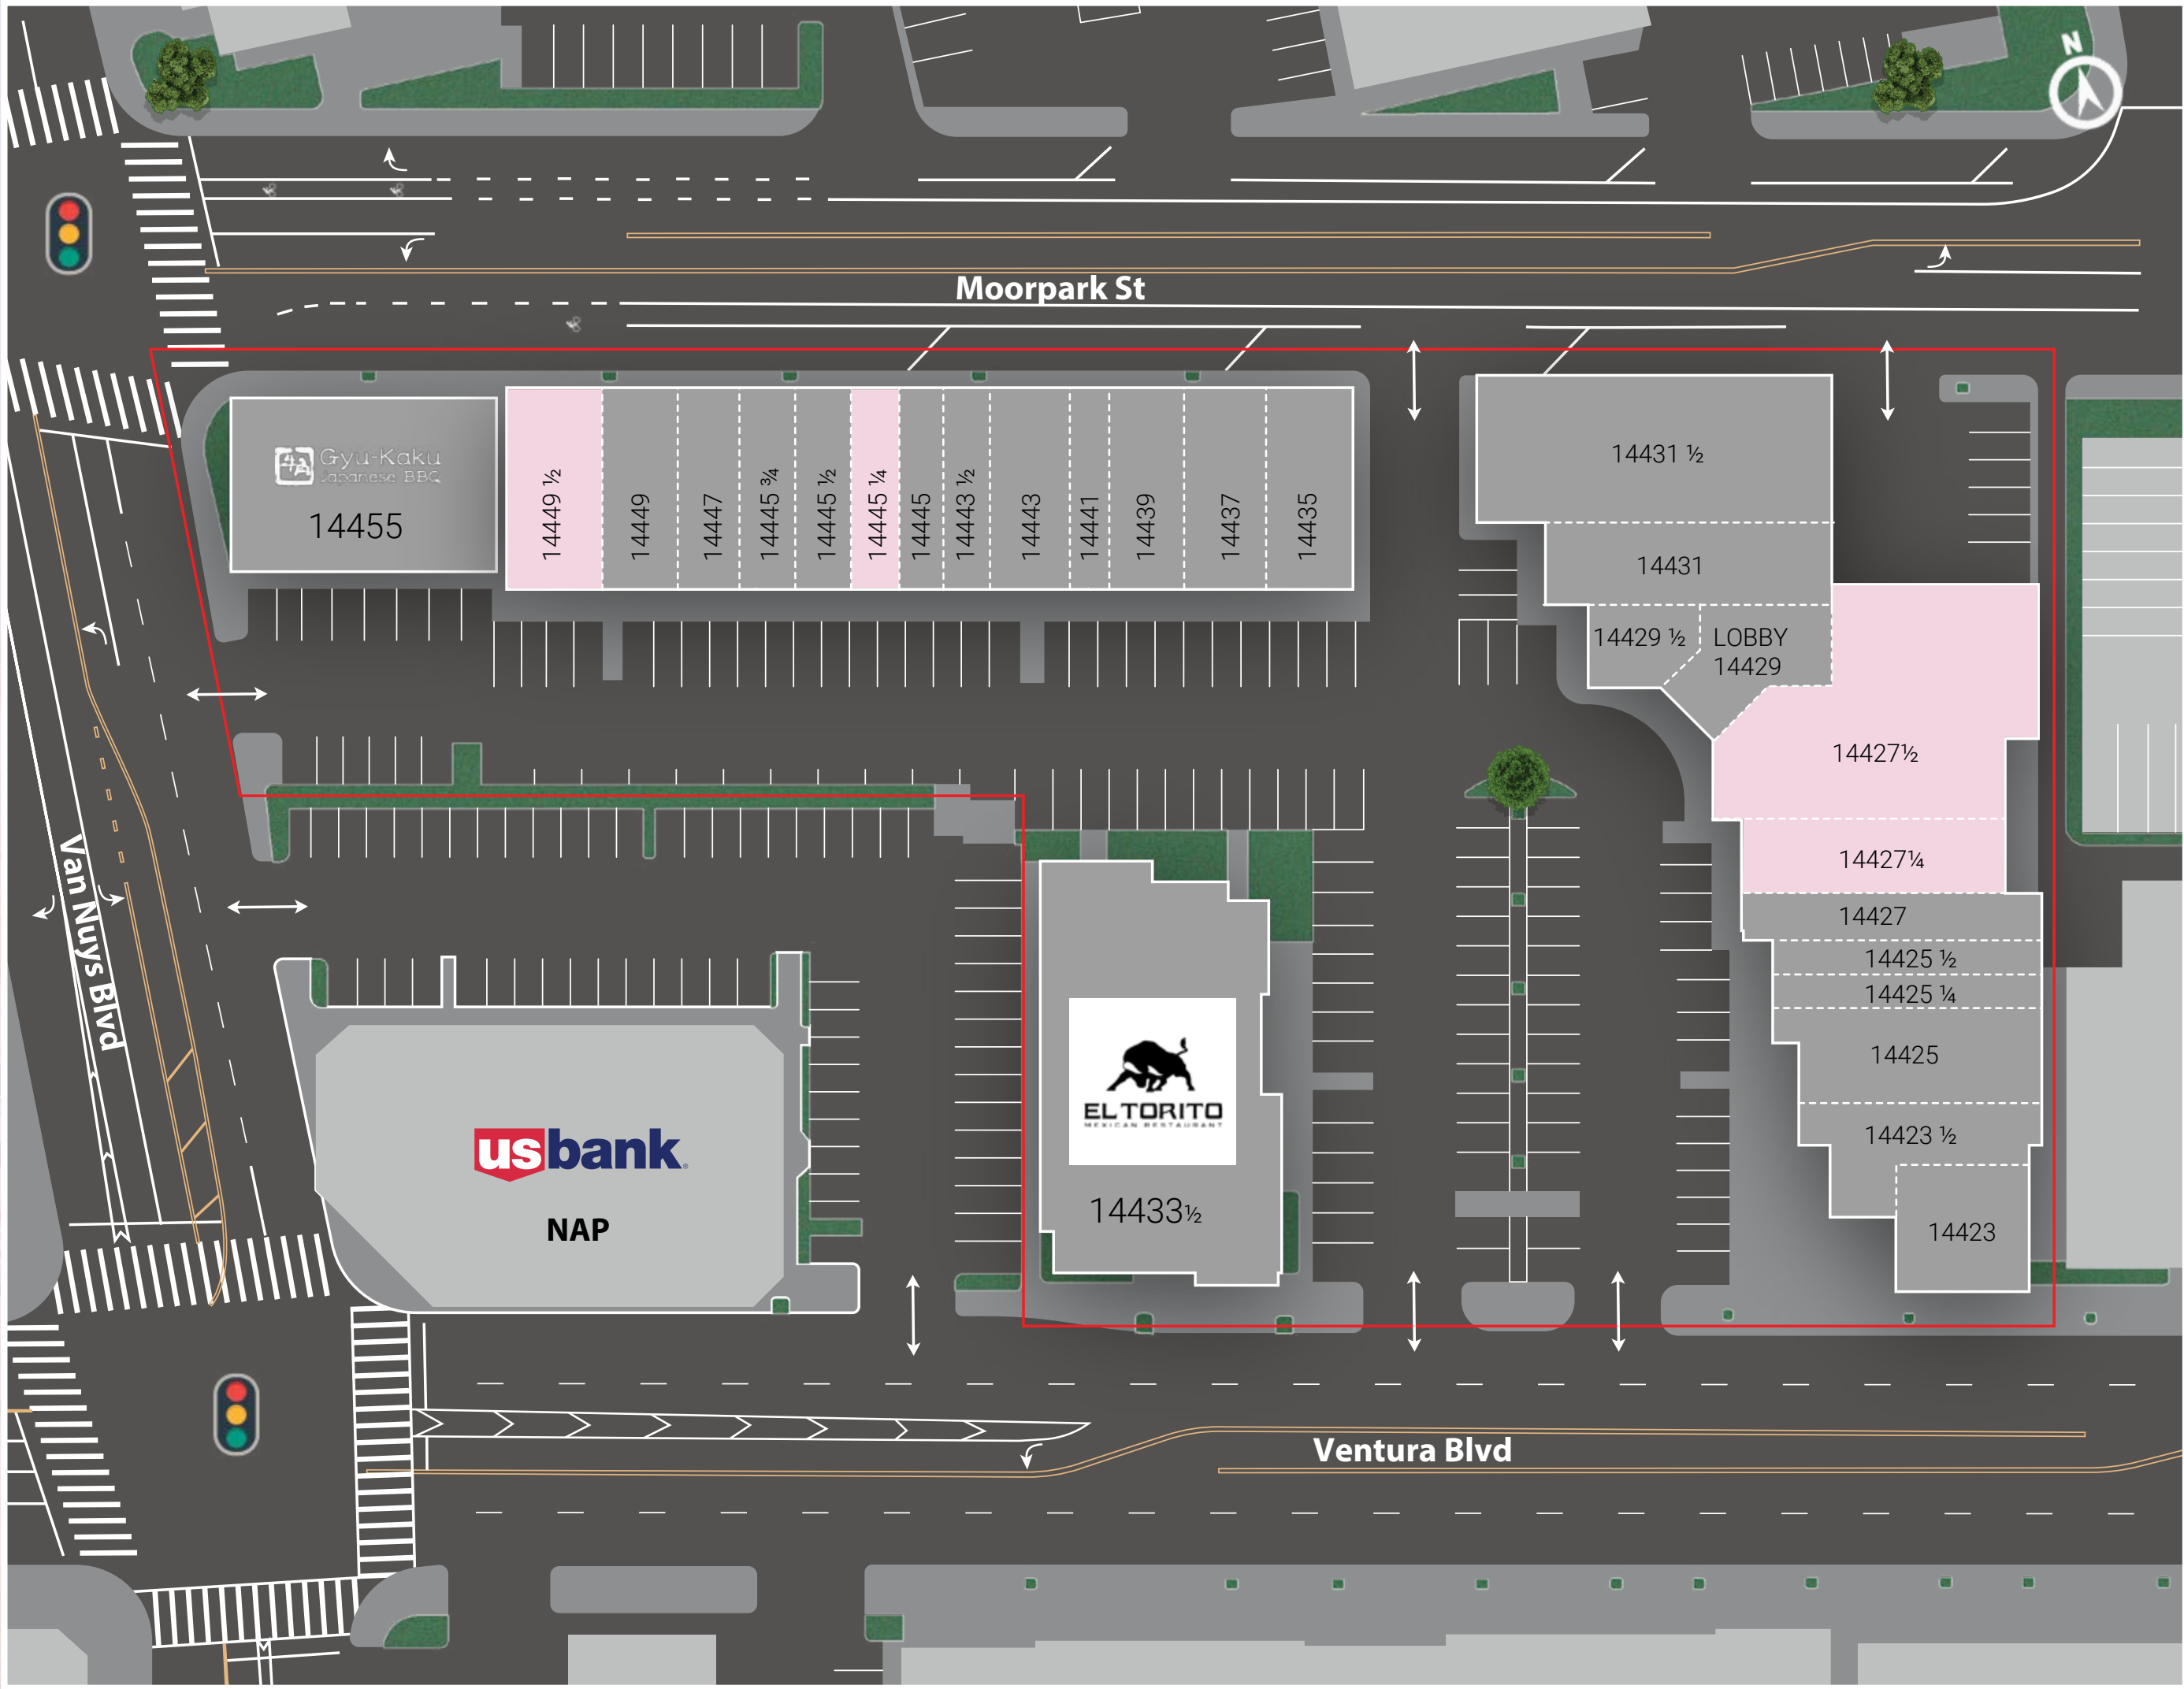 N
Moorpark St
Gyu-Kaku
Japanese BBQ
14455
14449 ½
14449
14447
14445 ¾
14445 ½
14445 ¼
14445
14443 ½
14443
14441
14439
14437
14435
14431 ½
14431
14429 ½
LOBBY
14429
14427½
14427¼
14427
14425 ½
14425 ¼
14425
14423 ½
14423
Van Nuys Blvd
usbank
NAP
EL TORITO
MEXICAN RESTAURANT
14433½
Ventura Blvd